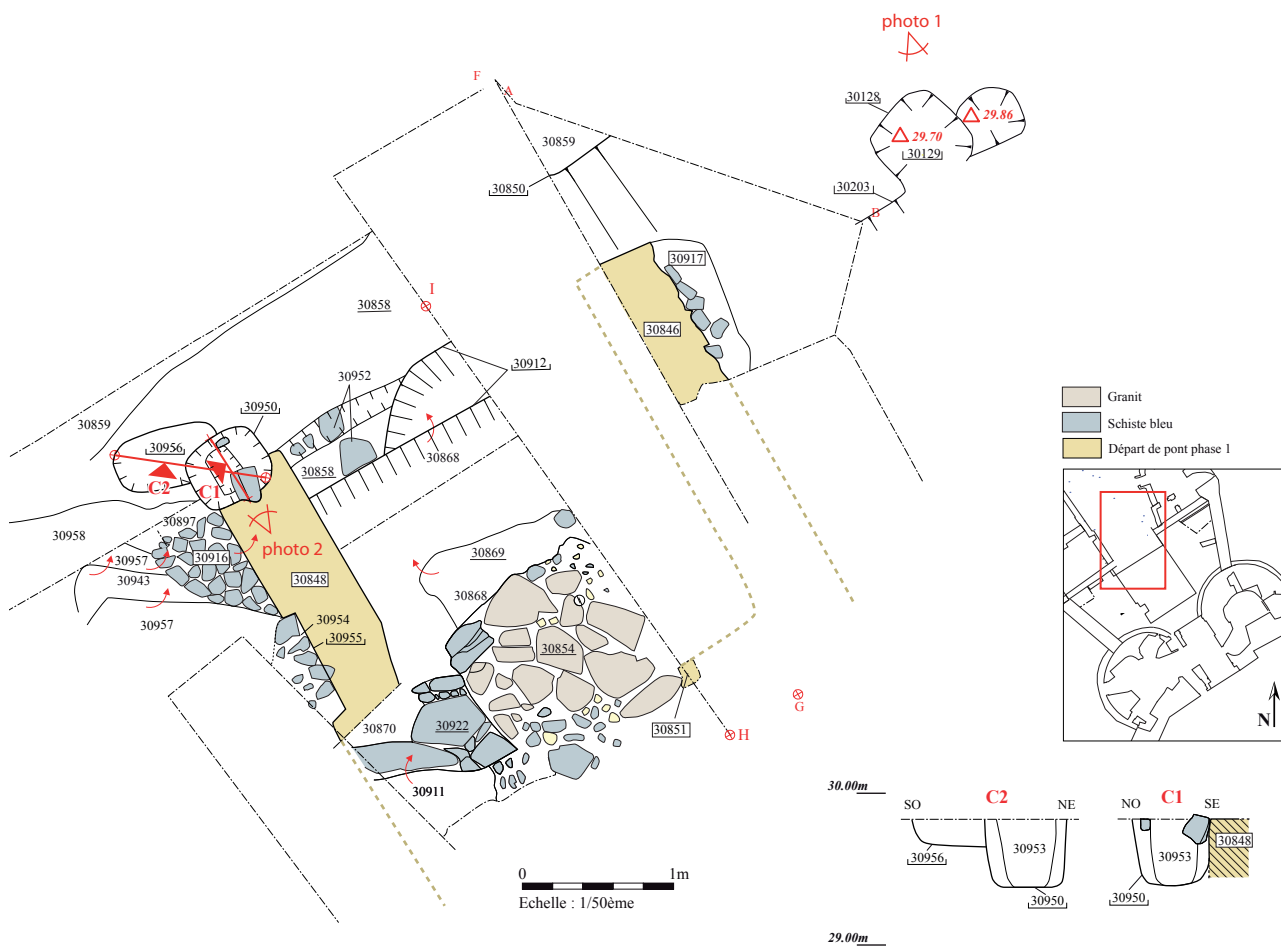 photo 1
F
A
30128
29.86
29.70
30129
30859
30850
30203
B
30917
I
30858
30846
30912
30952
30950
30859
30956
30858
30868
C2
C1
30958
30897
30957
30916
photo 2
30943
30848
30869
30957
30868
30954
30955
30854
30922
30870
30851
G
H
30911
Granit
Schiste bleu
Départ de pont phase 1
N
0
1m
Echelle : 1/50ème
30.00m
29.00m
SO
C2
NE
30953
30956
30950
NO
C1
SE
30848
30953
30950